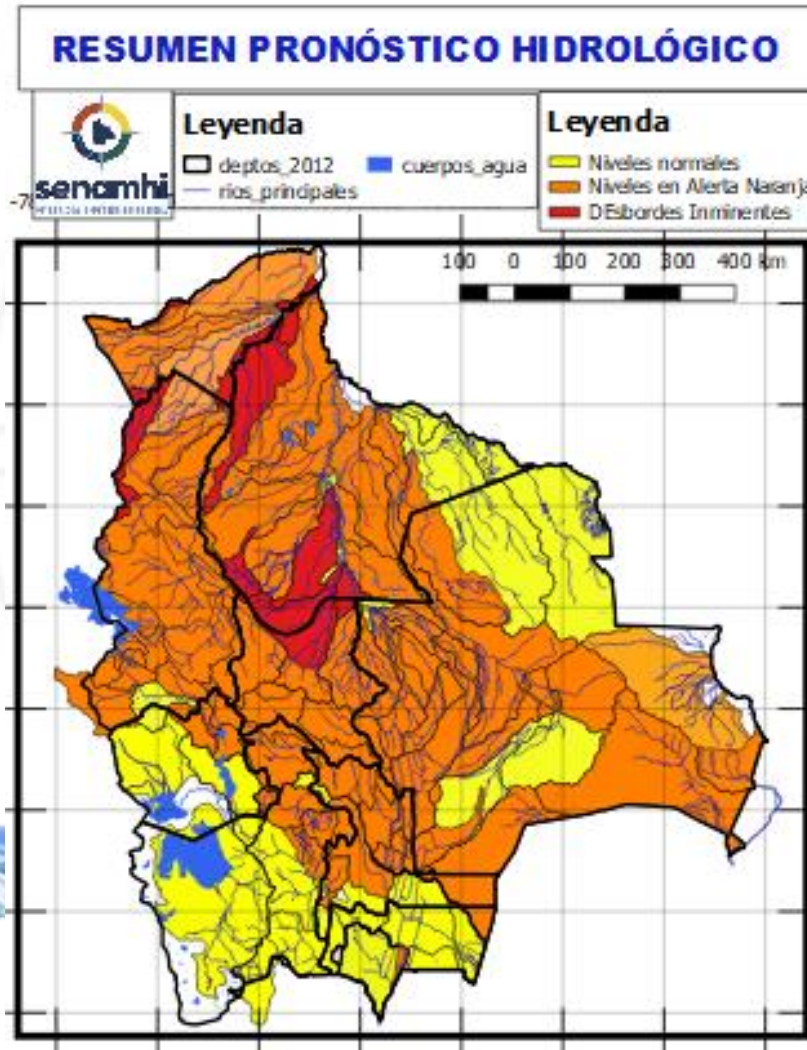 RESUMEN PRONÓSTICO HIDROLÓGICO
senamhi
Leyenda
deptos_2012
cuerpos_agua
rios_principales
Leyenda
Niveles normales
Niveles en Alerta Naranja
DEsbordes Inminentes
100 0 100 200 300 400 km